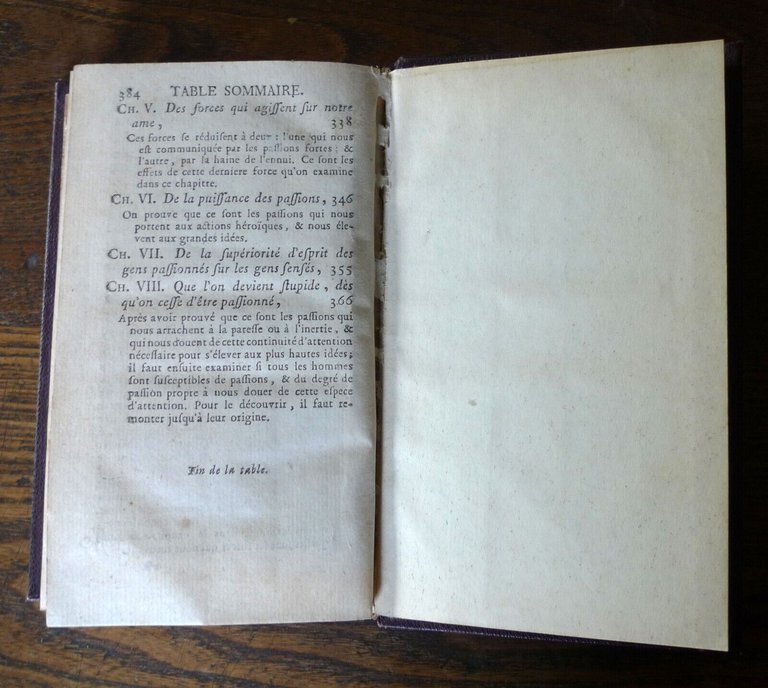 384 TABLE SOMMAIRE.
CH. V. Des forces qui agiſſent ſur notre
ame, 338
Ces forces ſe réduiſent à deux : l'une qui nous
eſt communiquée par les paſſions fortes ; &
l'autre, par la haine de l'ennui. Ce ſont les
effets de cette derniere force qu'on examine
dans ce chapitre.
CH. VI. De la puiſſance des paſſions, 346
On prouve que ce ſont les paſſions qui nous
portent aux actions héroïques, & nous éle-
vent aux grandes idées.
CH. VII. De la ſupériorité d'eſprit des
gens paſſionnés ſur les gens ſenſés, 355
CH. VIII. Que l'on devient ſtupide, dès
qu'on ceſſe d'être paſſionné, 366
Après avoir prouvé que ce ſont les paſſions qui
nous arrachent à la pareſſe ou à l'inertie, &
qui nous douent de cette continuité d'attention
néceſſaire pour s'élever aux plus hautes idées ;
il faut enſuite examiner ſi tous les hommes
ſont ſuſceptibles de paſſions, & du degré de
paſſion propre à nous douer de cette eſpece
d'attention. Pour le découvrir, il faut re-
monter juſqu'à leur origine.
Fin de la table.